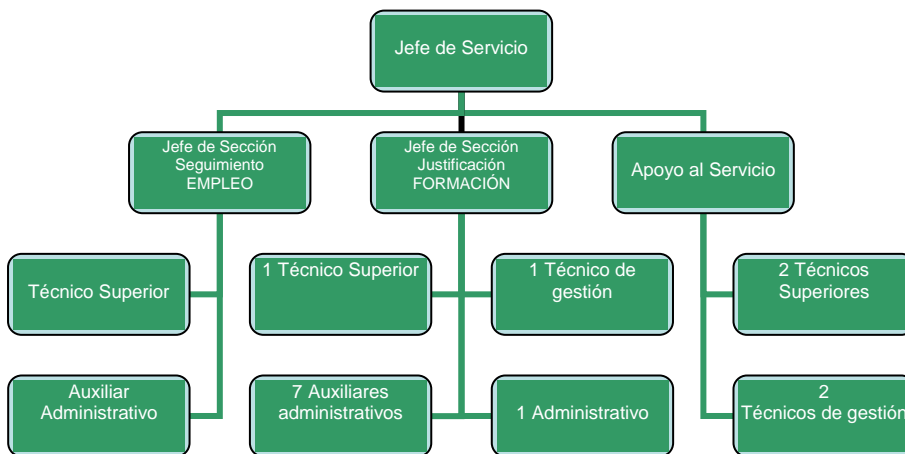 Jefe de Servicio
Jefe de Sección
Seguimiento
EMPLEO
Jefe de Sección
Justificación
FORMACIÓN
Apoyo al Servicio
Técnico Superior
1 Técnico Superior
1 Técnico de
gestión
2 Técnicos
Superiores
Auxiliar
Administrativo
7 Auxiliares
administrativos
1 Administrativo
2
Técnicos de gestión